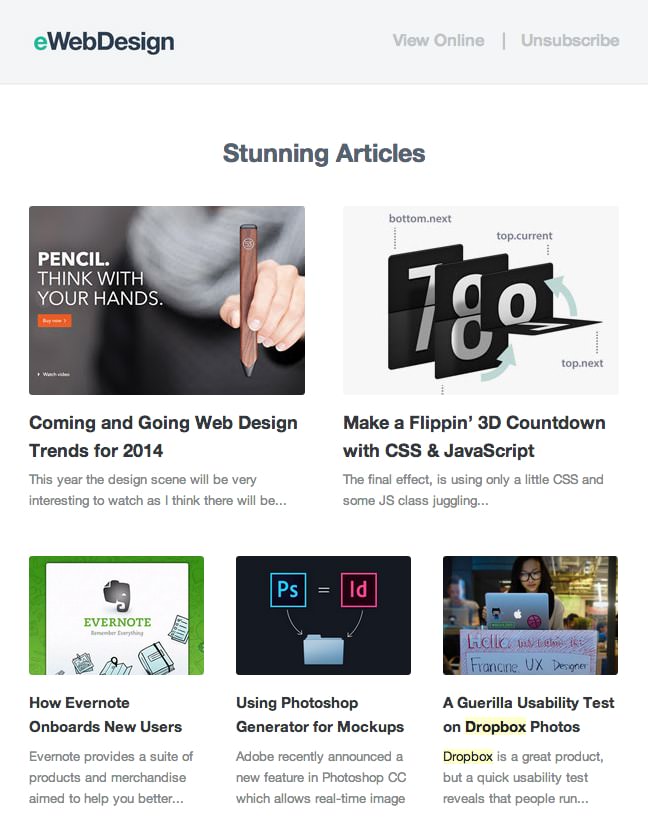 eWebDesign
View Online | Unsubscribe
Stunning Articles
PENCIL.
THINK WITH
YOUR HANDS.
Buy now >
Watch video
bottom.next
top.current
top.next
Coming and Going Web Design
Trends for 2014
This year the design scene will be very
interesting to watch as I think there will be...
Make a Flippin’ 3D Countdown
with CSS & JavaScript
The final effect, is using only a little CSS and
some JS class juggling...
EVERNOTE
Remember Everything
Ps = Id
Hello,
Francine, UX Designer
How Evernote
Onboards New Users
Evernote provides a suite of
products and merchandise
aimed to help you better...
Using Photoshop
Generator for Mockups
Adobe recently announced a
new feature in Photoshop CC
which allows real-time image
A Guerilla Usability Test
on Dropbox Photos
Dropbox is a great product,
but a quick usability test
reveals that people run...